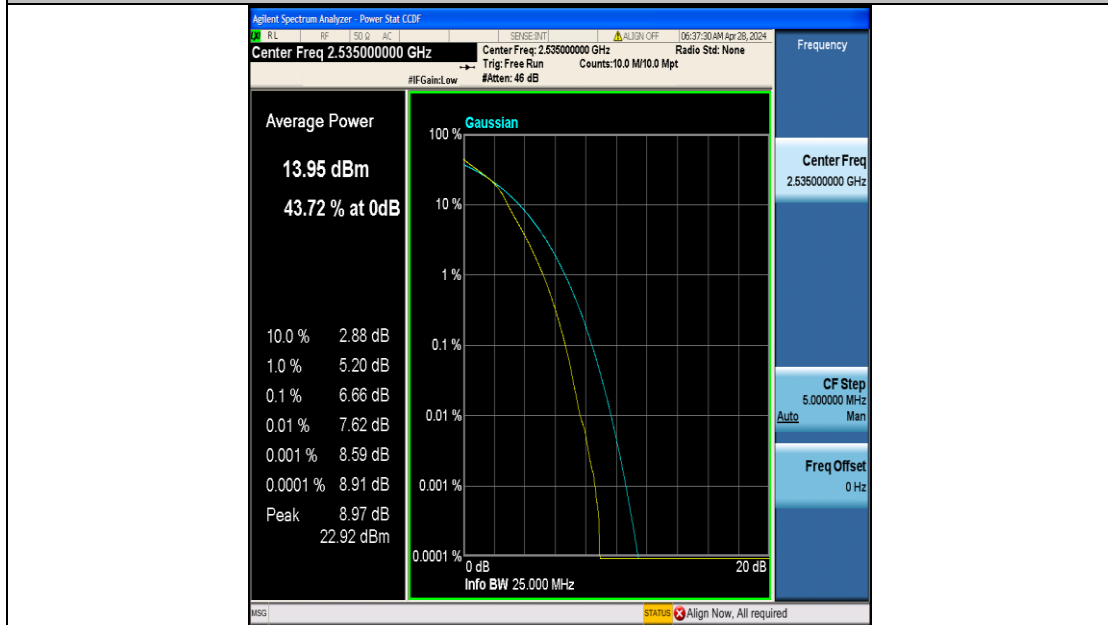 Agilent Spectrum Analyzer - Power Stat CCDF
RL RF 50 Ω AC SENSE:INT ALIGN OFF 06:37:30 AM Apr 28, 2024
Center Freq 2.535000000 GHz
Center Freq: 2.535000000 GHz Radio Std: None
Trig: Free Run Counts:10.0 M/10.0 Mpt
#IFGain:Low #Atten: 46 dB
Frequency
Average Power
13.95 dBm
43.72 % at 0dB
10.0 % 2.88 dB
1.0 % 5.20 dB
0.1 % 6.66 dB
0.01 % 7.62 dB
0.001 % 8.59 dB
0.0001 % 8.91 dB
Peak 8.97 dB
22.92 dBm
Gaussian
100 %
10 %
1 %
0.1 %
0.01 %
0.001 %
0.0001 %
0 dB 20 dB
Info BW 25.000 MHz
Center Freq
2.535000000 GHz
CF Step
5.000000 MHz
Auto Man
Freq Offset
0 Hz
MSG STATUS Align Now, All required